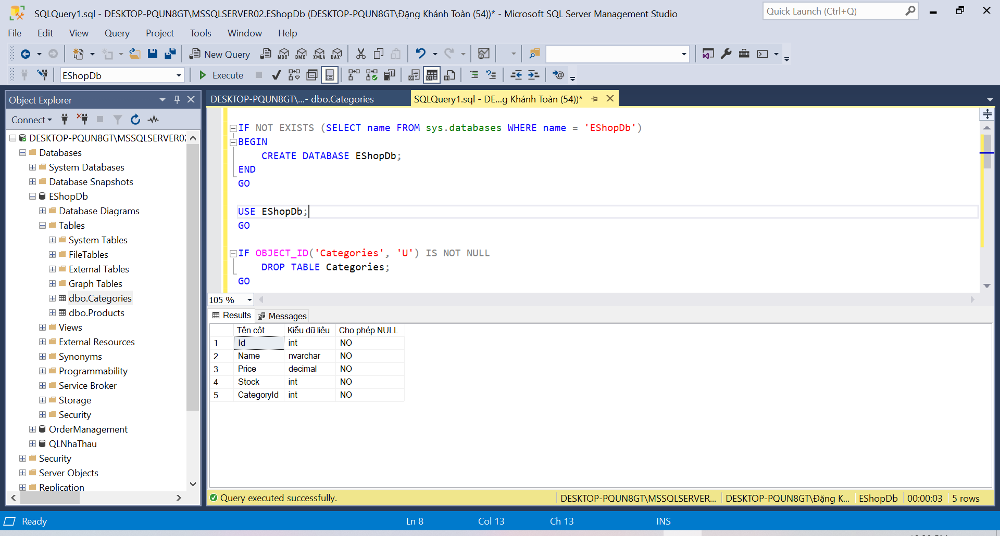 SQLQuery1.sql - DESKTOP-PQUN8GT\MSSQLSERVER02.EShopDb (DESKTOP-PQUN8GT\Đặng Khánh Toàn (54))* - Microsoft SQL Server Management Studio
Quick Launch (Ctrl+Q)
File Edit View Query Project Tools Window Help
New Query MDX DMX XMLA DAX
EShopDb Execute
Object Explorer
Connect
DESKTOP-PQUN8GT\MSSQLSERVER02
Databases
System Databases
Database Snapshots
EShopDb
Database Diagrams
Tables
System Tables
FileTables
External Tables
Graph Tables
dbo.Categories
dbo.Products
Views
External Resources
Synonyms
Programmability
Service Broker
Storage
Security
OrderManagement
QLNhaThau
Security
Server Objects
Replication
DESKTOP-PQUN8GT\...- dbo.Categories
SQLQuery1.sql - DE...g Khánh Toàn (54))*
IF NOT EXISTS (SELECT name FROM sys.databases WHERE name = 'EShopDb')
BEGIN
CREATE DATABASE EShopDb;
END
GO
USE EShopDb;
GO
IF OBJECT_ID('Categories', 'U') IS NOT NULL
DROP TABLE Categories;
GO
105 %
Results Messages
Tên cột Kiểu dữ liệu Cho phép NULL
1 Id int NO
2 Name nvarchar NO
3 Price decimal NO
4 Stock int NO
5 CategoryId int NO
Query executed successfully.
DESKTOP-PQUN8GT\MSSQLSERVER... DESKTOP-PQUN8GT\Đặng K... EShopDb 00:00:03 5 rows
Ready Ln 8 Col 13 Ch 13 INS